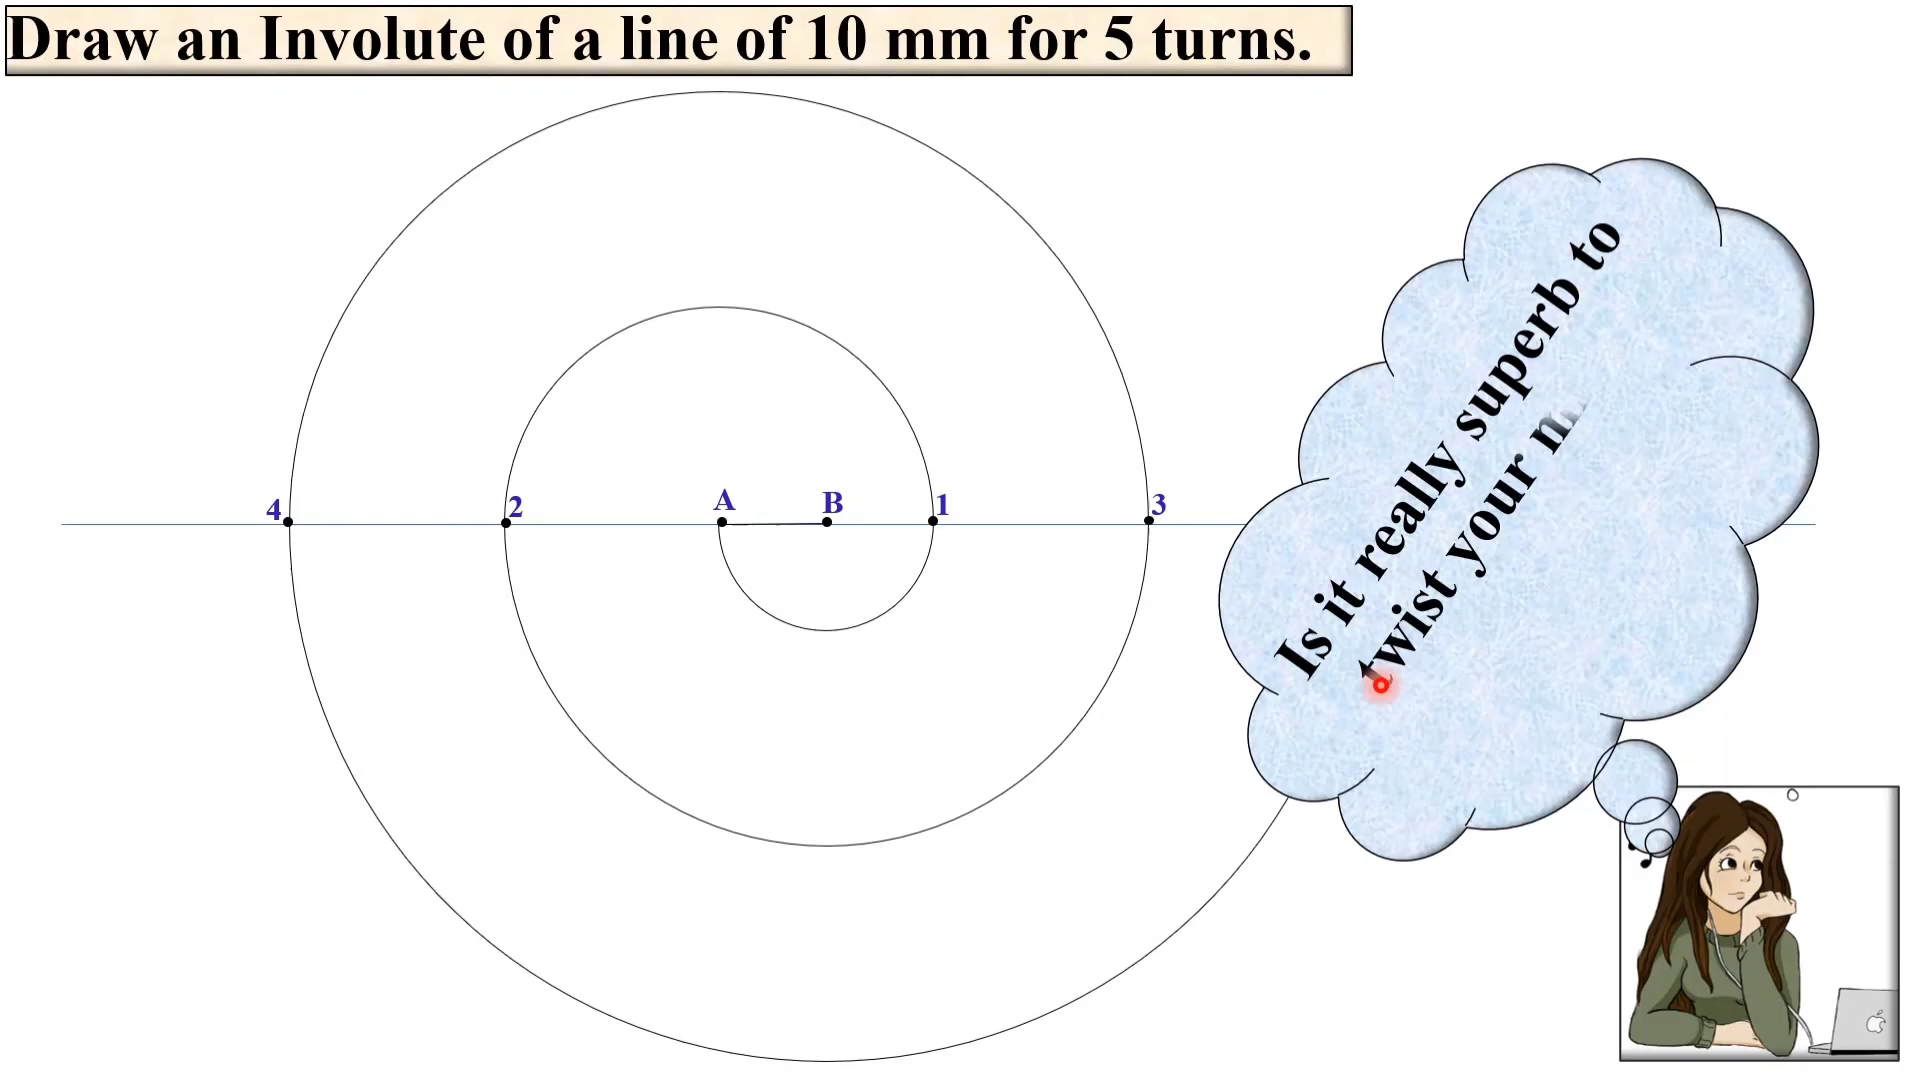 Draw an Involute of a line of 10 mm for 5 turns.
4
2
A
B
1
3
Is it really superb to
twist your